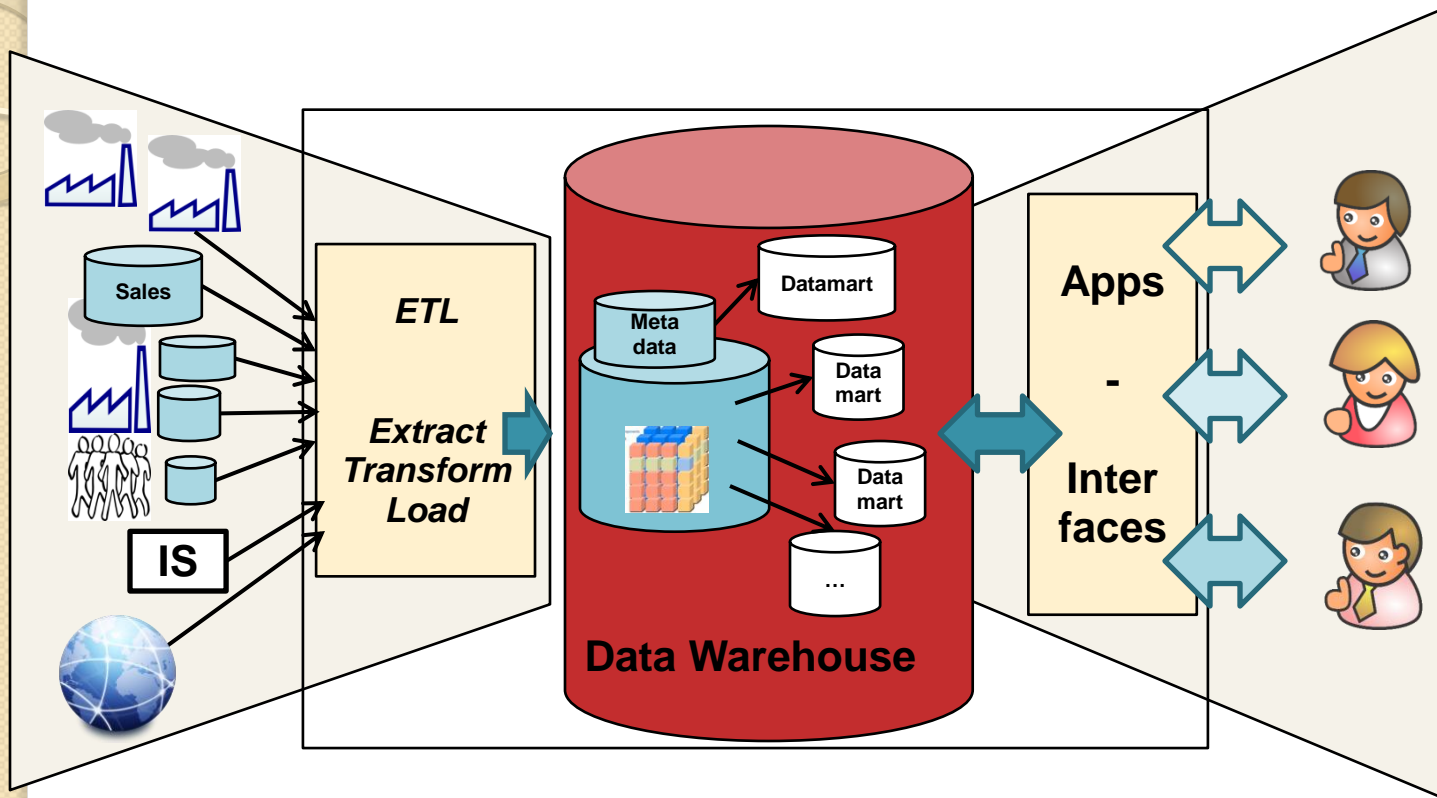 Sales
IS
ETL
Extract
Transform
Load
Meta
data
Datamart
Data
mart
Data
mart
...
Data Warehouse
Apps
-
Inter
faces